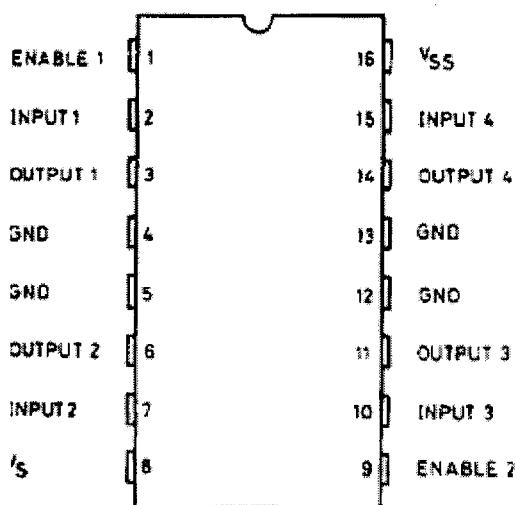 ENABLE 1 1 16 VSS
INPUT 1 2 15 INPUT 4
OUTPUT 1 3 14 OUTPUT 4
GND 4 13 GND
GND 5 12 GND
OUTPUT 2 6 11 OUTPUT 3
INPUT 2 7 10 INPUT 3
VS 8 9 ENABLE 2